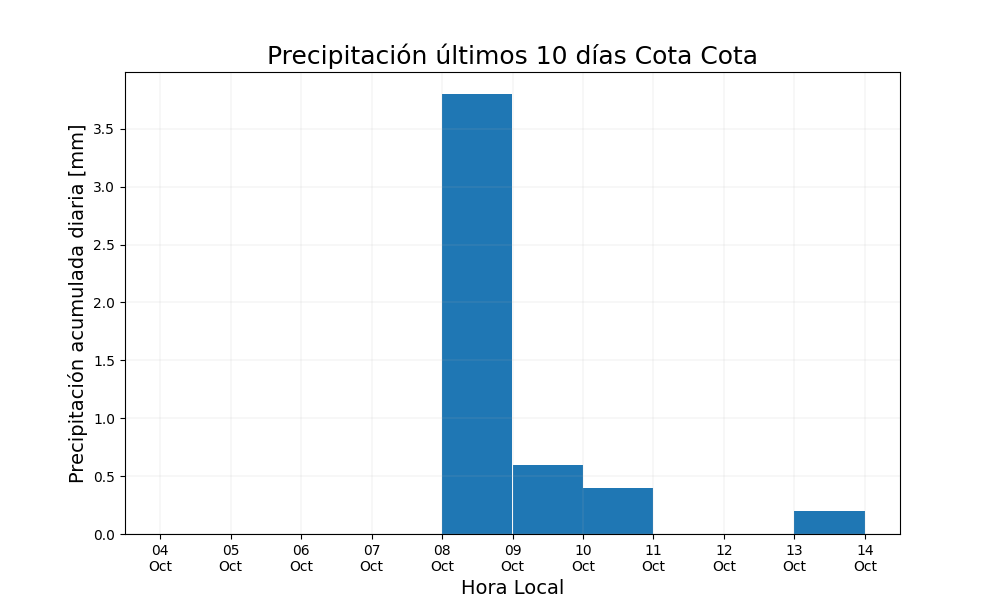 Precipitación últimos 10 días Cota Cota
Precipitación acumulada diaria [mm]
3.5
3.0
2.5
2.0
1.5
1.0
0.5
0.0
04 05 06 07 08 09 10 11 12 13 14
Oct Oct Oct Oct Oct Oct Oct Oct Oct Oct Oct
Hora Local